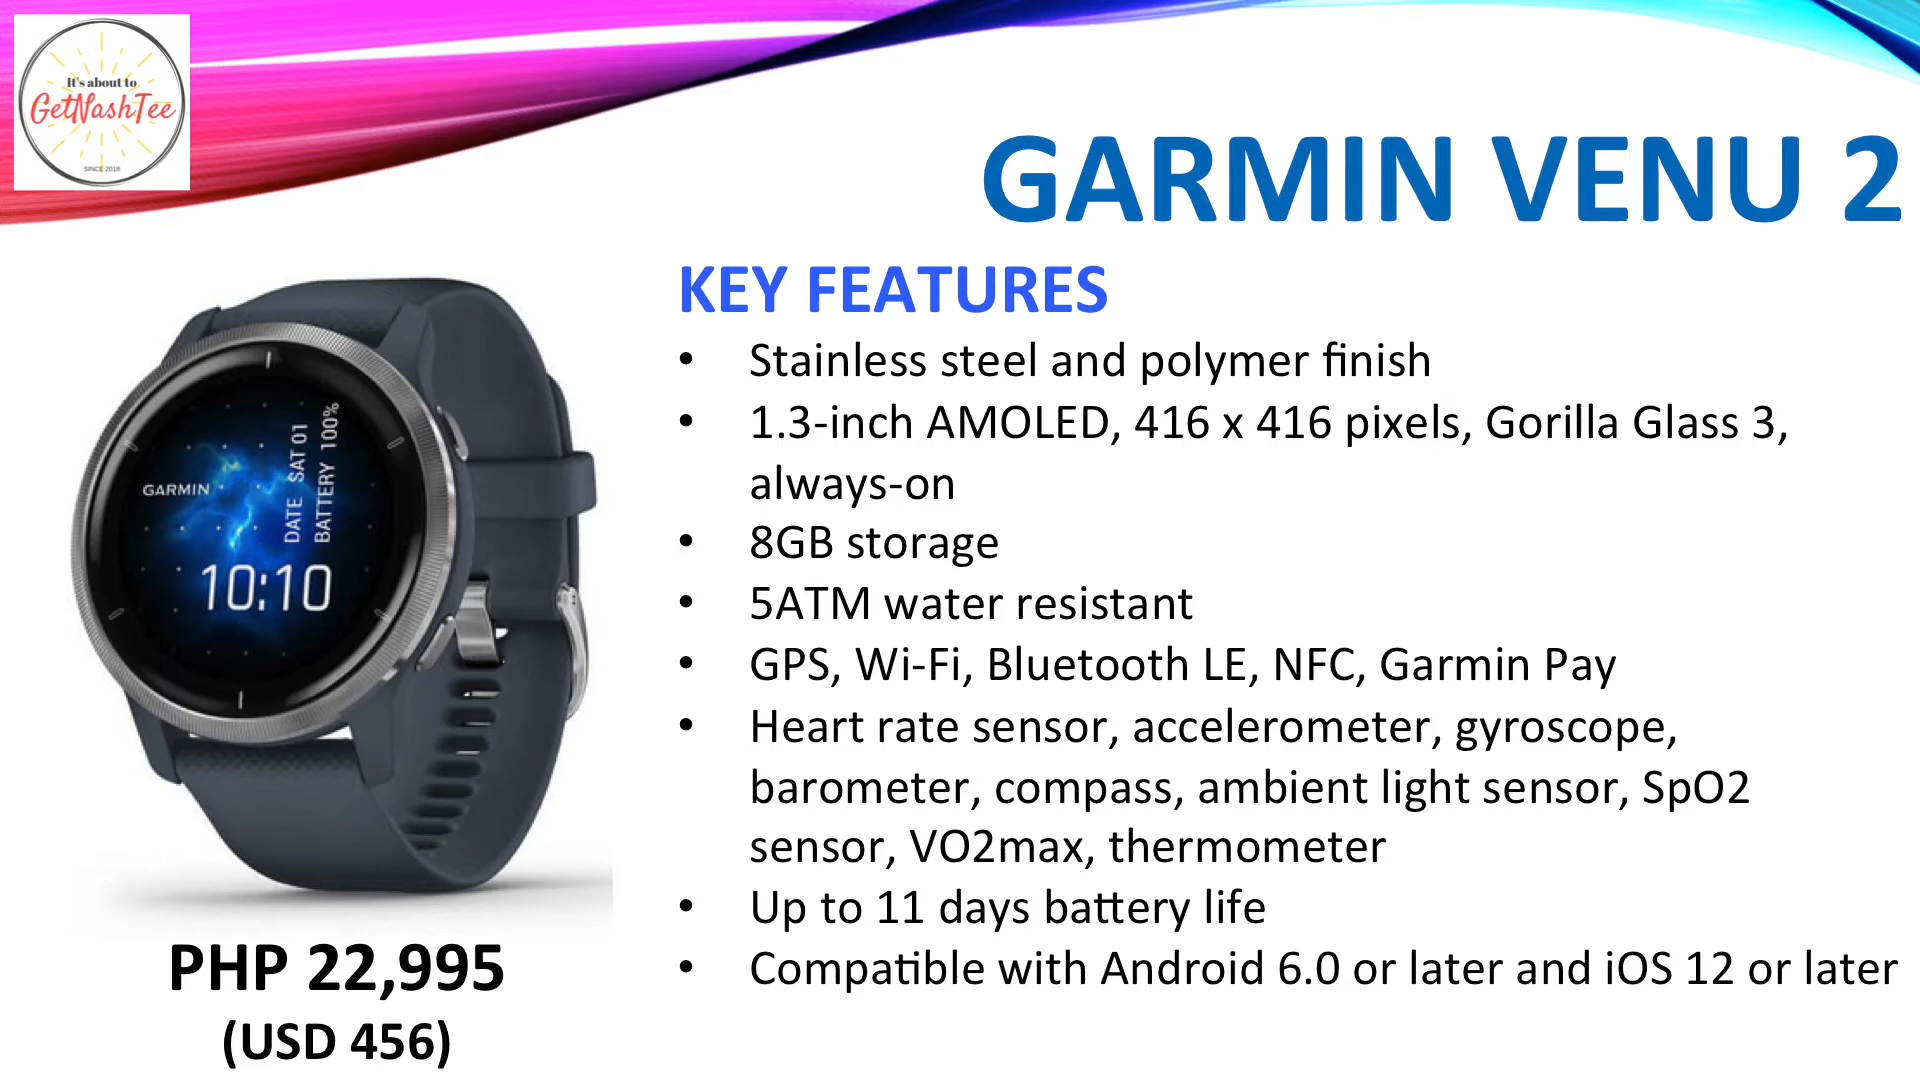 It's about to
GetNashTee
SINCE 2018
GARMIN VENU 2
KEY FEATURES
• Stainless steel and polymer finish
• 1.3-inch AMOLED, 416 x 416 pixels, Gorilla Glass 3,
always-on
• 8GB storage
• 5ATM water resistant
• GPS, Wi-Fi, Bluetooth LE, NFC, Garmin Pay
• Heart rate sensor, accelerometer, gyroscope,
barometer, compass, ambient light sensor, SpO2
sensor, VO2max, thermometer
• Up to 11 days battery life
• Compatible with Android 6.0 or later and iOS 12 or later
GARMIN
DATE SAT 01
BATTERY 100%
10:10
PHP 22,995
(USD 456)